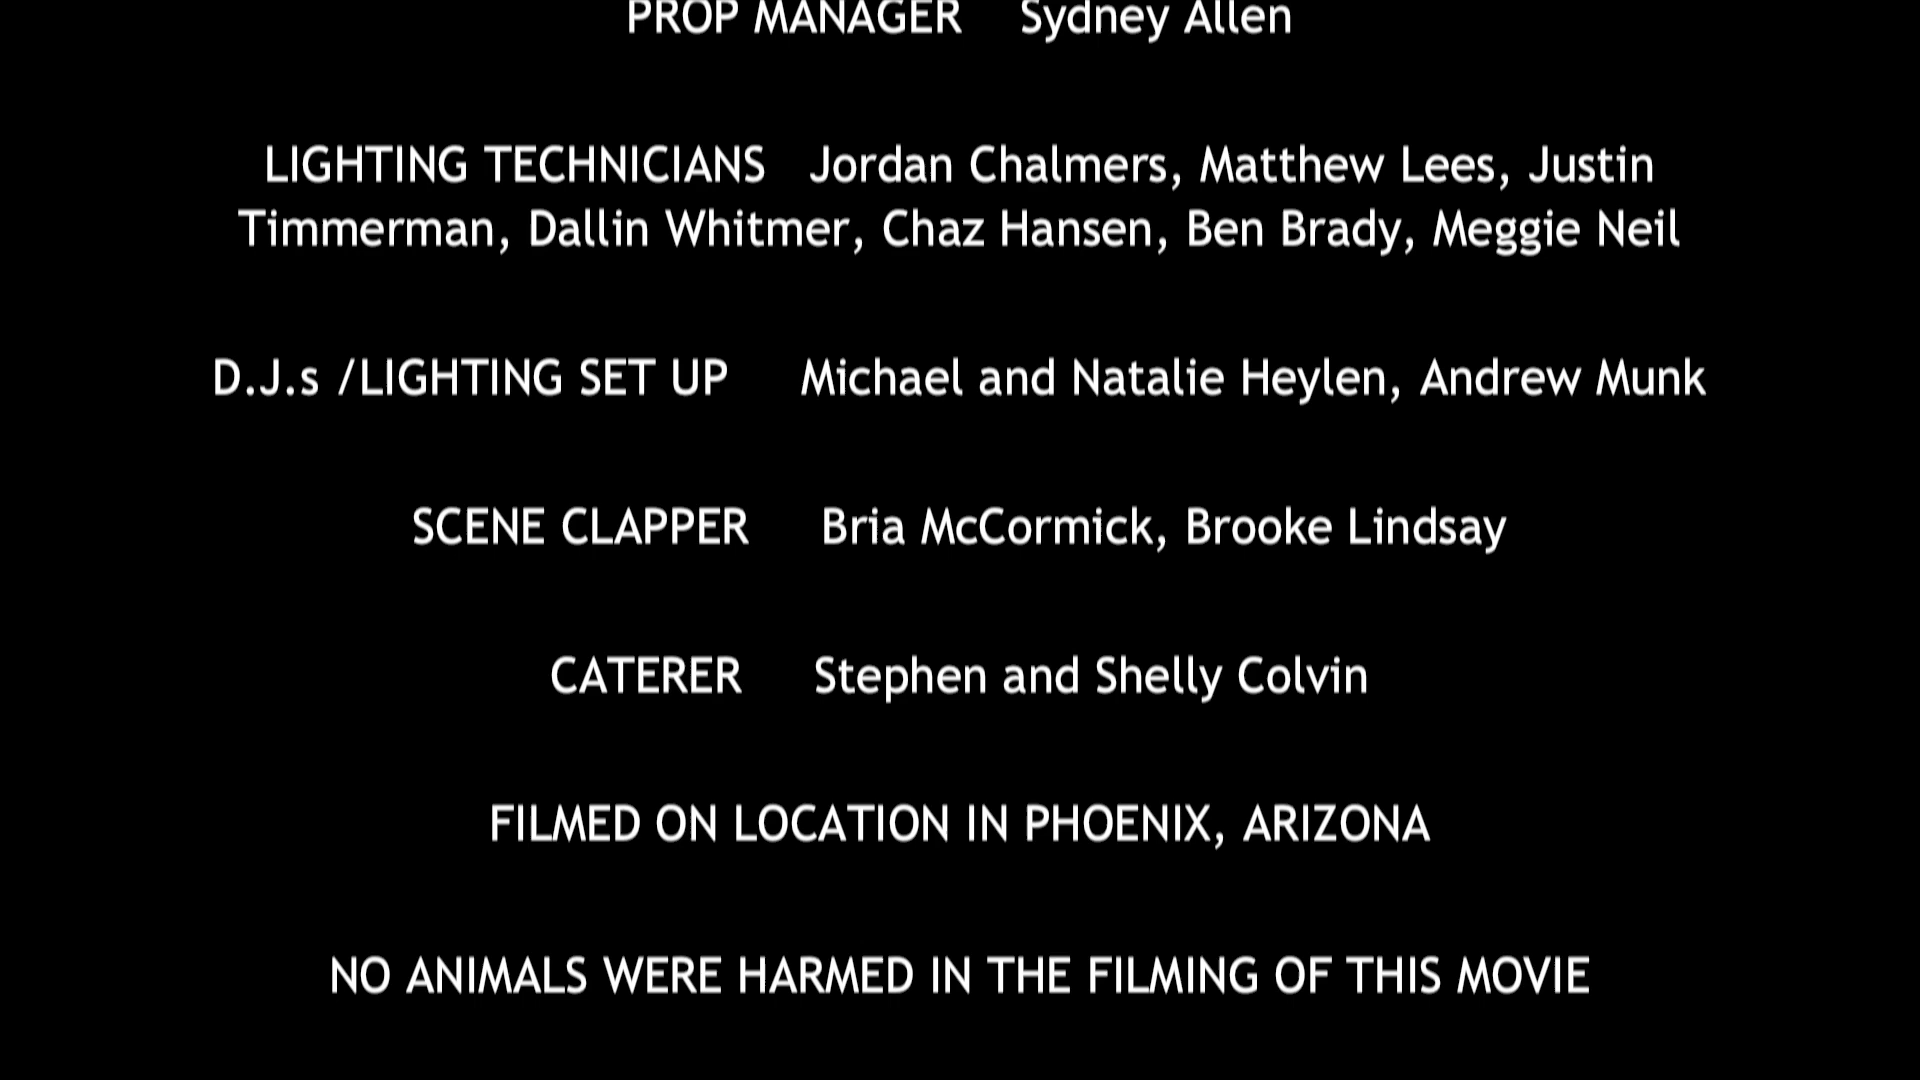 PROP MANAGER Sydney Allen
LIGHTING TECHNICIANS Jordan Chalmers, Matthew Lees, Justin
Timmerman, Dallin Whitmer, Chaz Hansen, Ben Brady, Meggie Neil
D.J.s /LIGHTING SET UP Michael and Natalie Heylen, Andrew Munk
SCENE CLAPPER Bria McCormick, Brooke Lindsay
CATERER Stephen and Shelly Colvin
FILMED ON LOCATION IN PHOENIX, ARIZONA
NO ANIMALS WERE HARMED IN THE FILMING OF THIS MOVIE